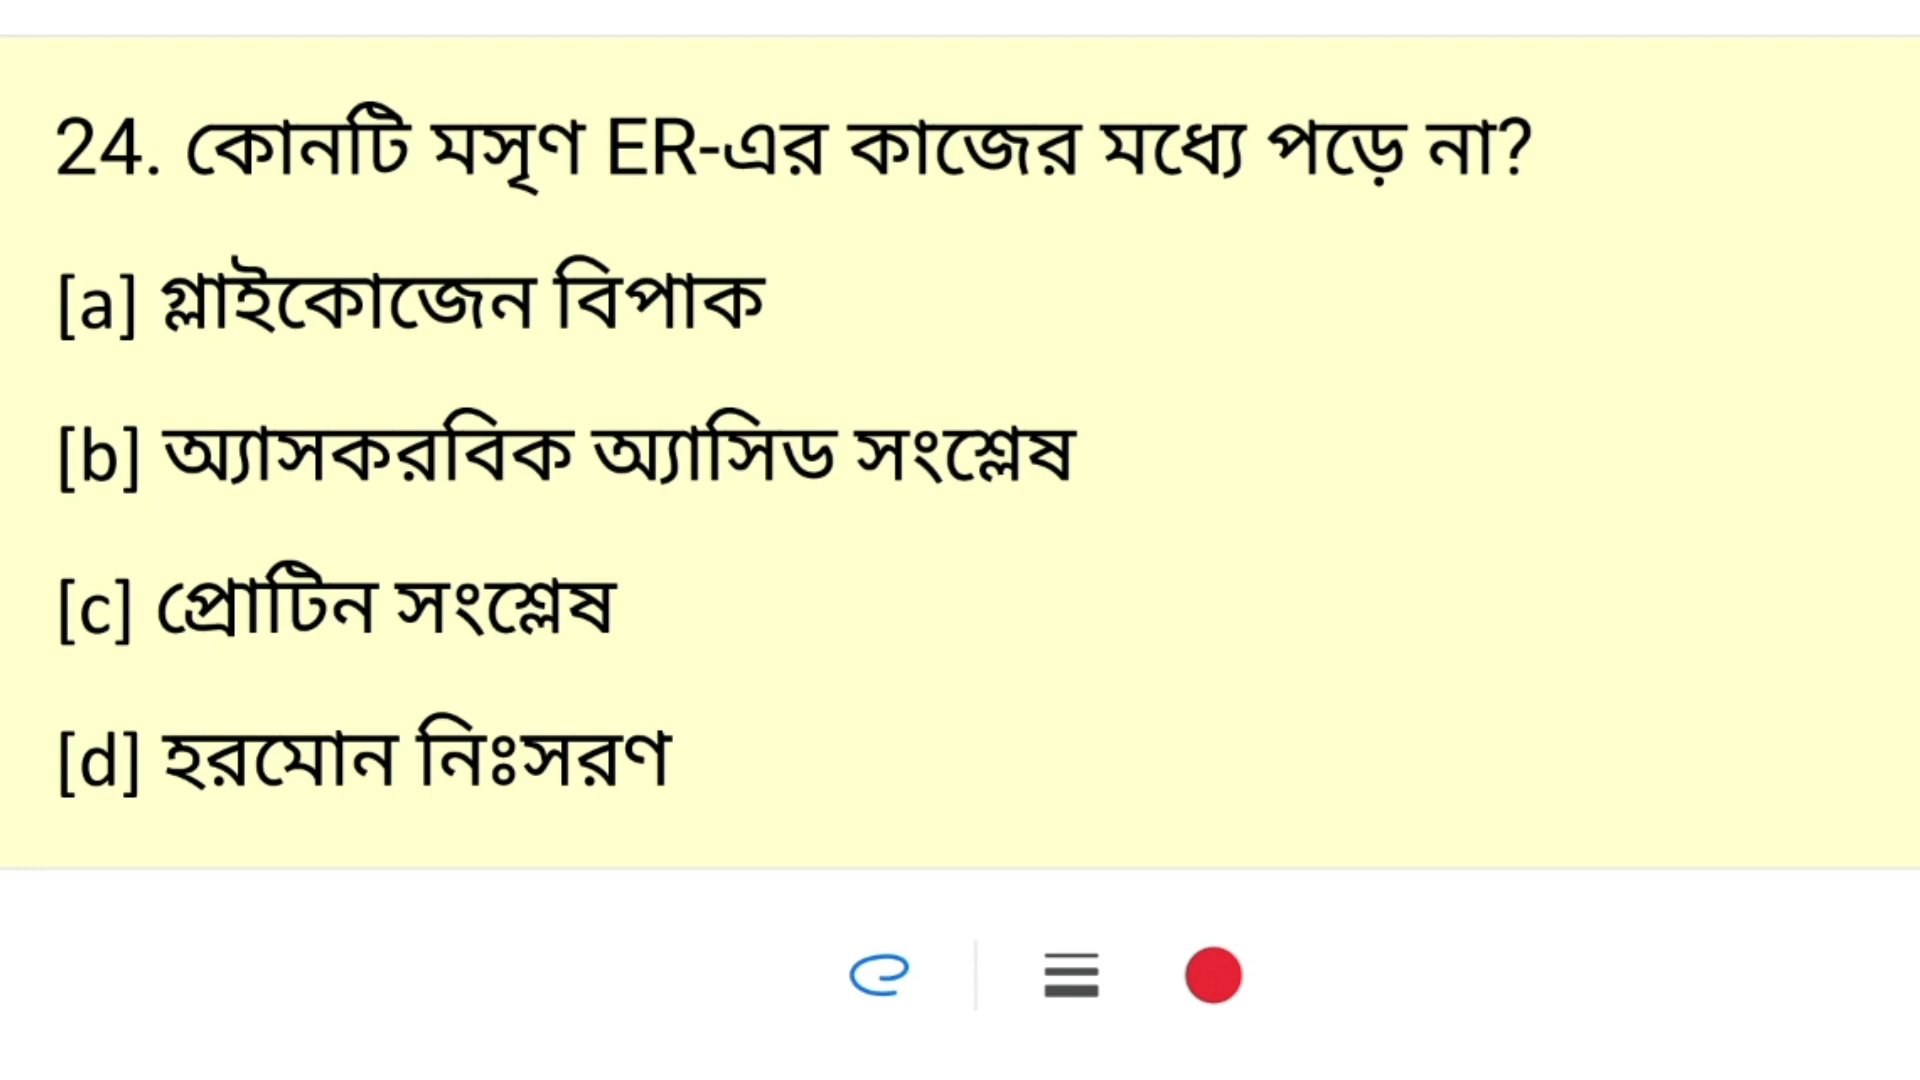 24. কোনটি মসৃণ ER-এর কাজের মধ্যে পড়ে না?
[a] গ্লাইকোজেন বিপাক
[b] অ্যাসকরবিক অ্যাসিড সংশ্লেষ
[c] প্রোটিন সংশ্লেষ
[d] হরমোন নিঃসরণ